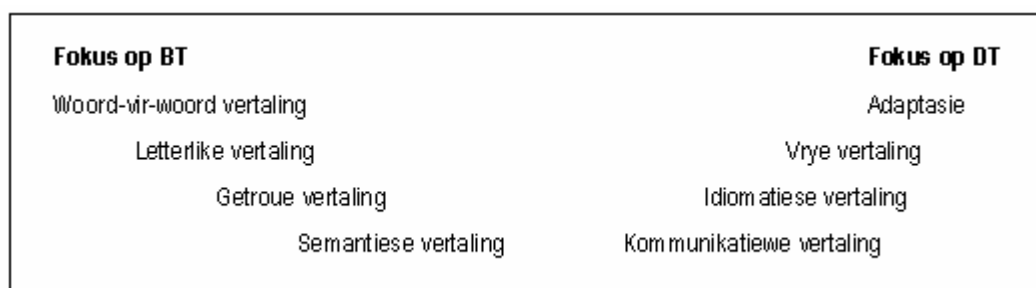 Fokus op BT Fokus op DT
Woord-vir-woord vertaling Adaptasie
Letterlike vertaling Vrye vertaling
Getroue vertaling Idiomatiese vertaling
Semantiese vertaling Kommunikatiewe vertaling